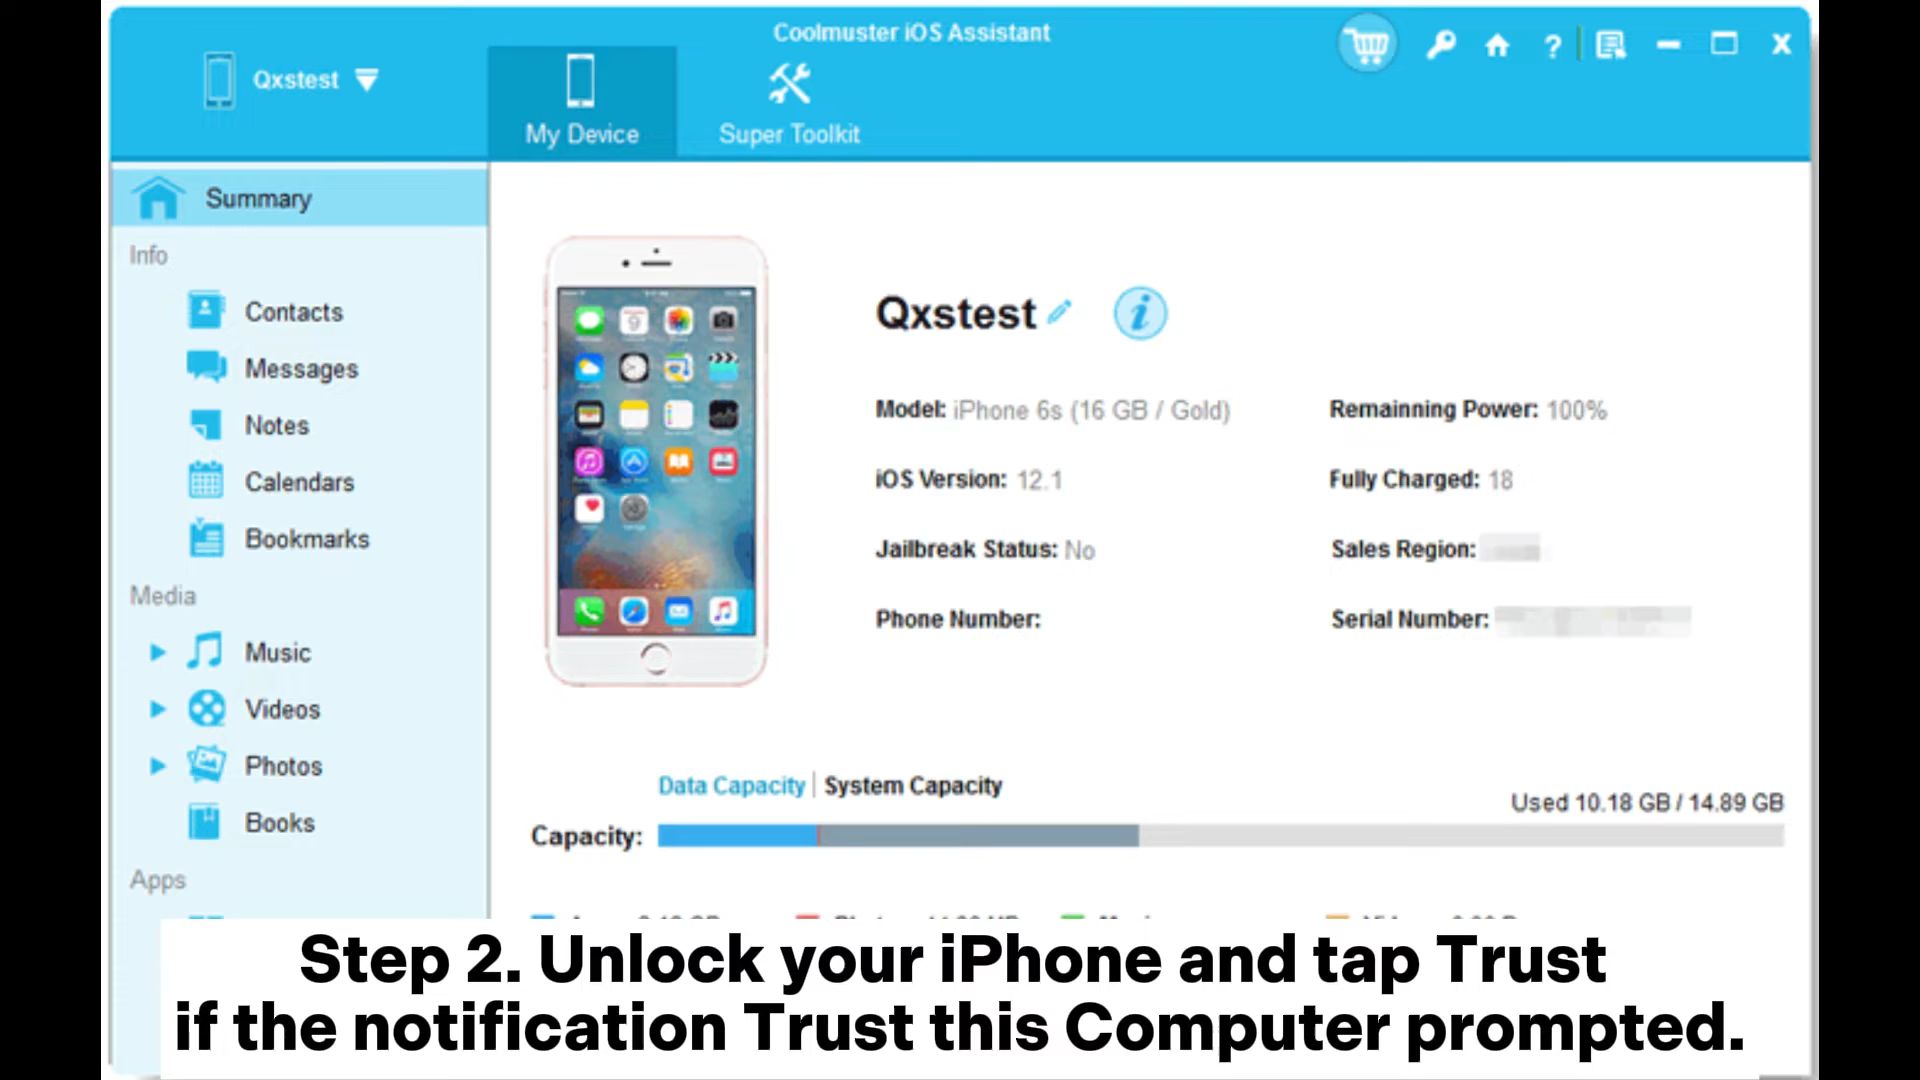 Coolmuster iOS Assistant
Qxstest
My Device
Super Toolkit
?
X
Summary
Info
Contacts
Messages
Notes
Calendars
Bookmarks
Media
Music
Videos
Photos
Books
Apps
9
Qxstest
i
Model: iPhone 6s (16 GB / Gold)
Remainning Power: 100%
iOS Version: 12.1
Fully Charged: 18
Jailbreak Status: No
Sales Region:
Phone Number:
Serial Number:
Data Capacity | System Capacity
Used 10.18 GB / 14.89 GB
Capacity:
Step 2. Unlock your iPhone and tap Trust
if the notification Trust this Computer prompted.